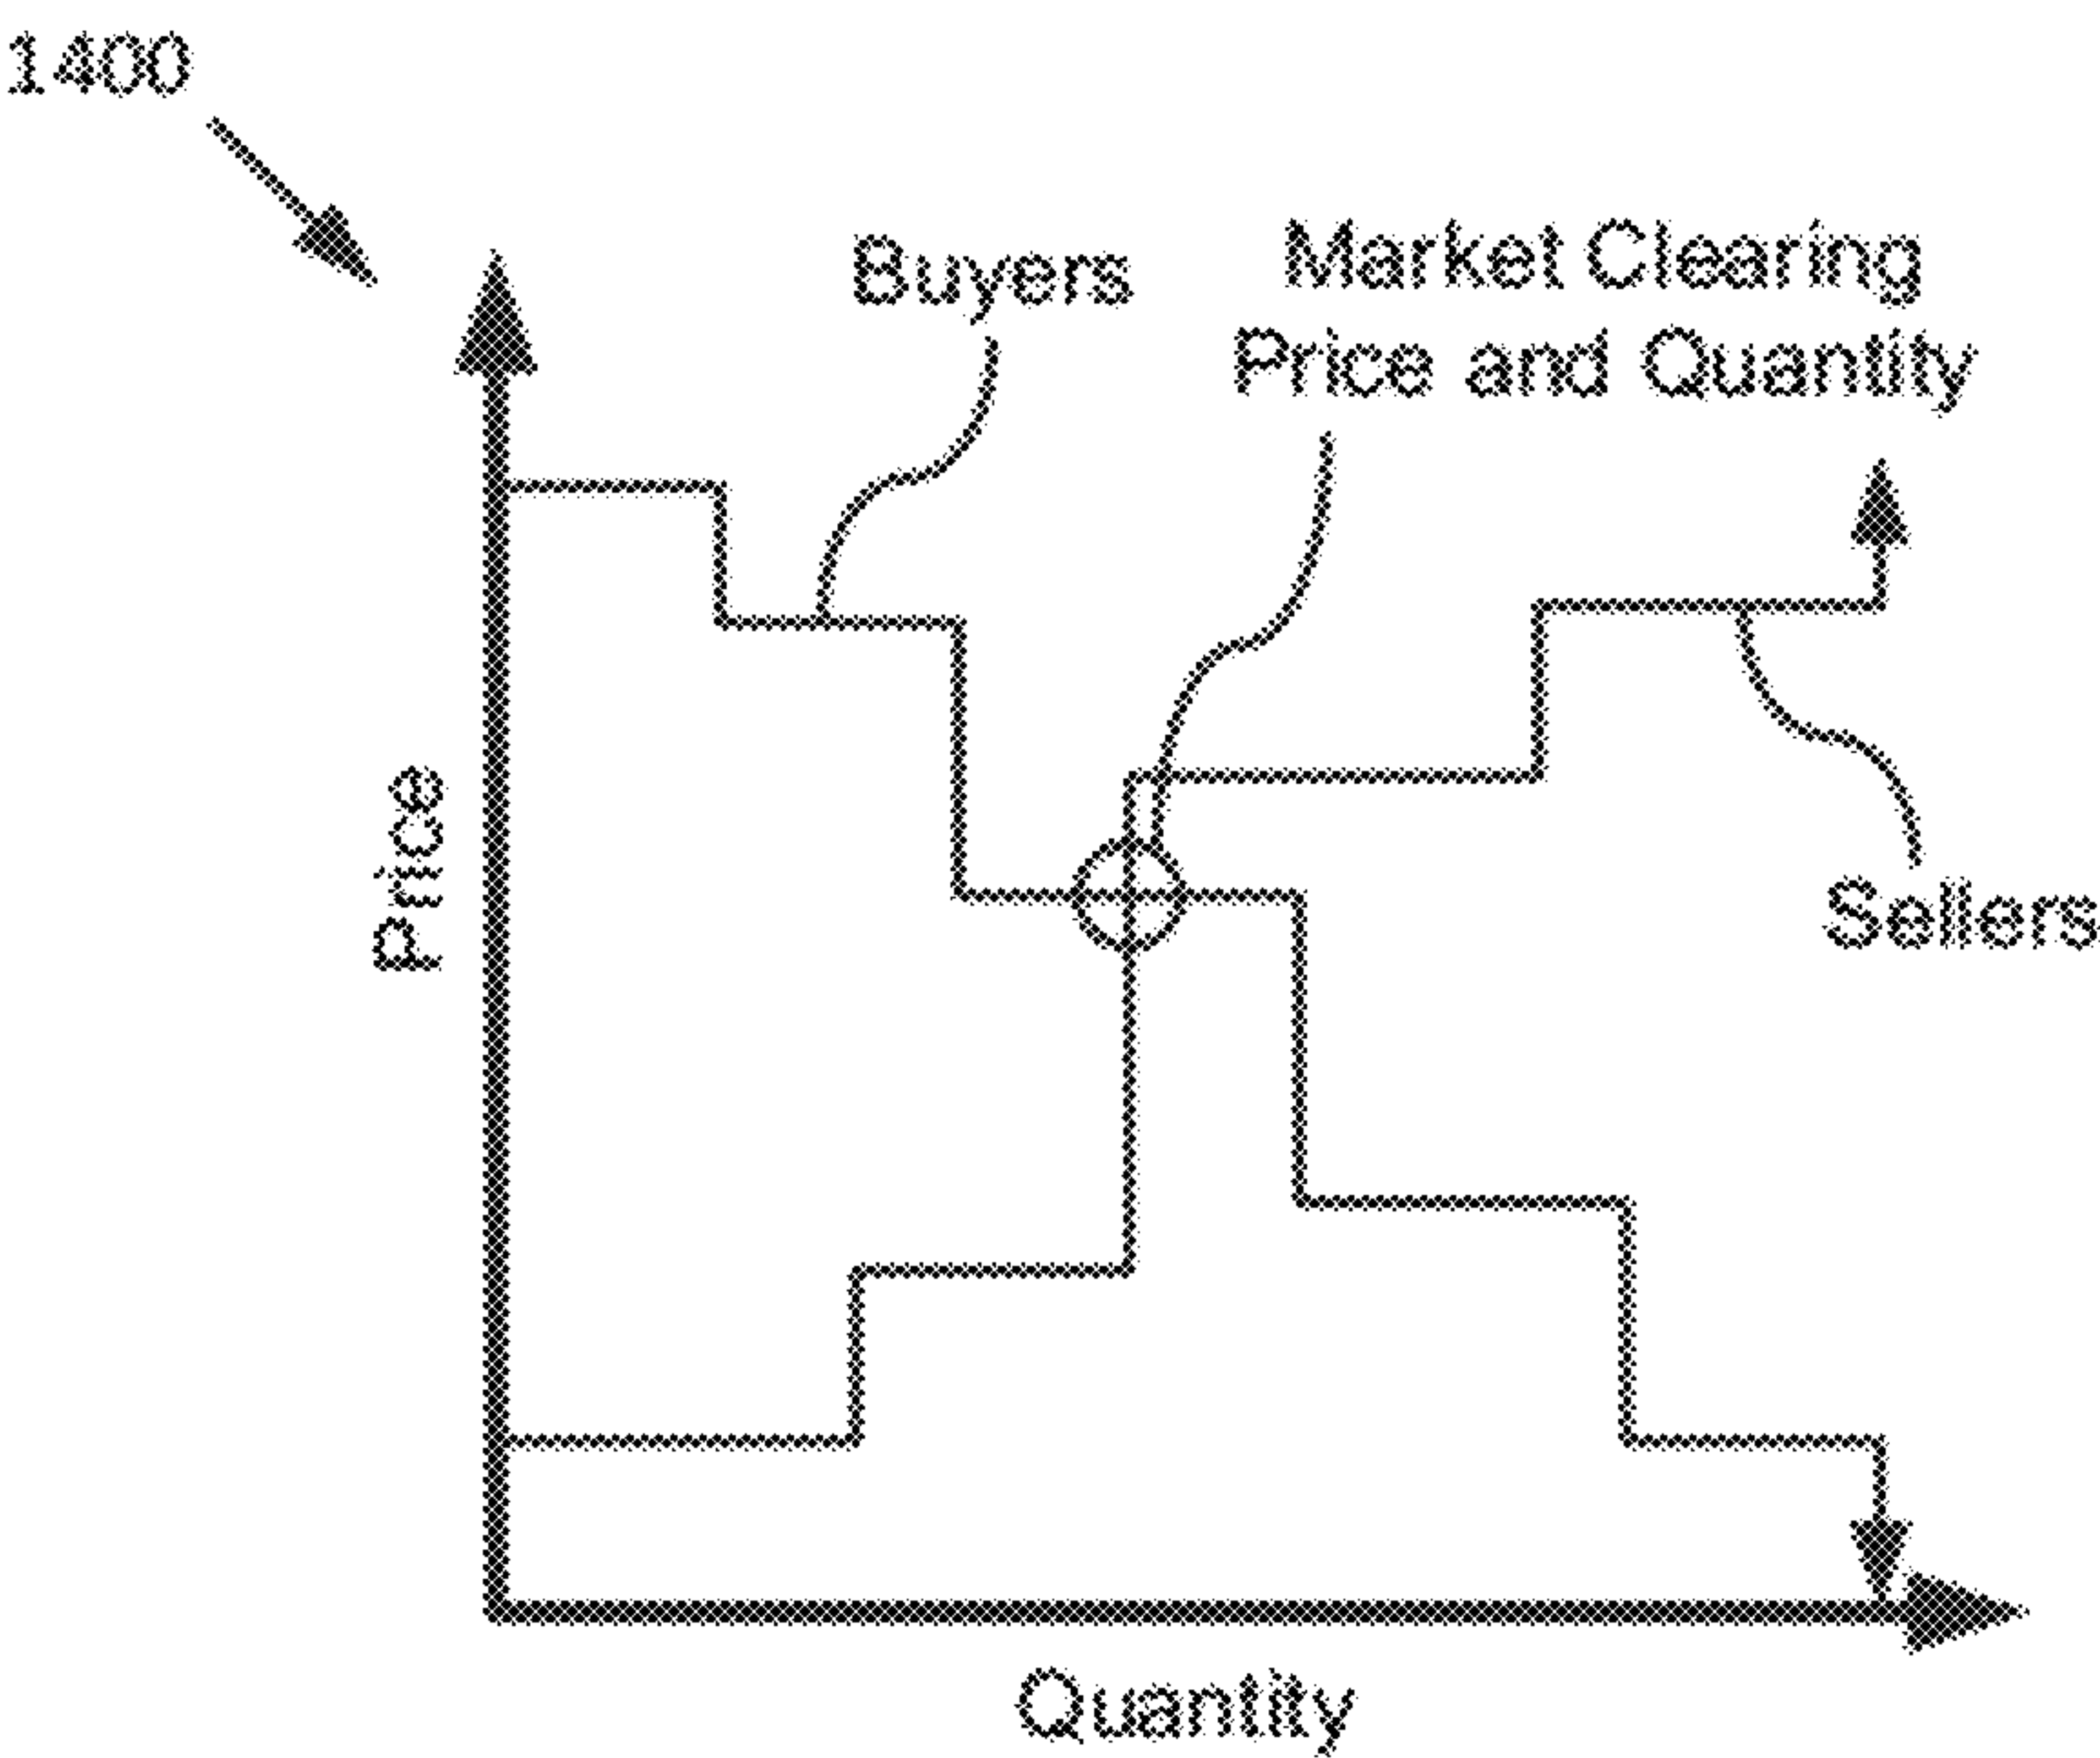 1400
Buyers
Market Clearing
Price and Quantity
Price
Sellers
Quantity